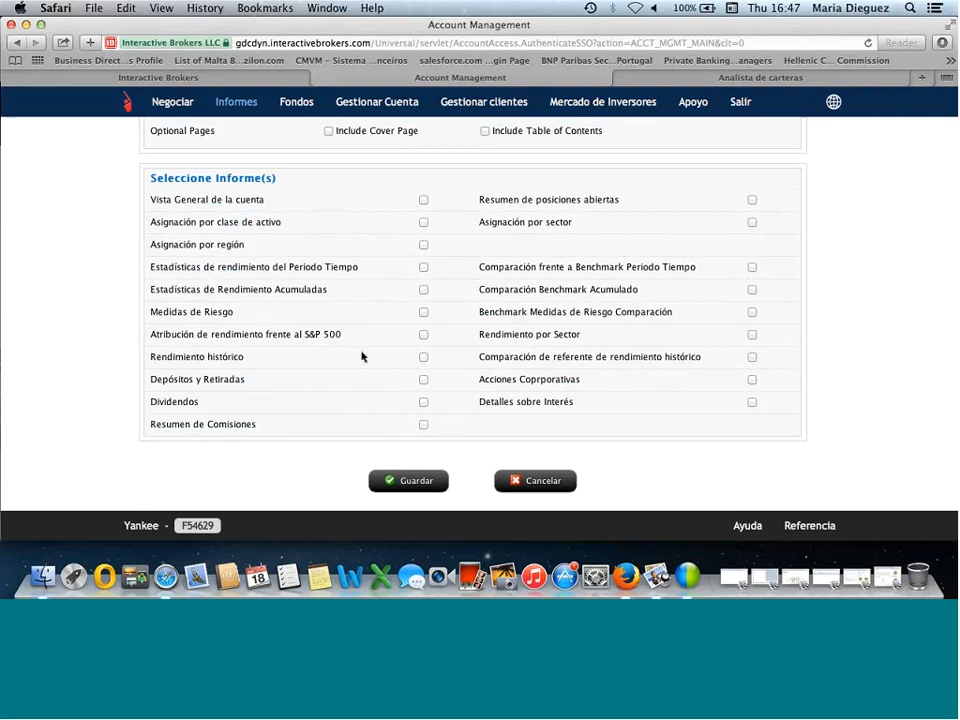 Safari File Edit View History Bookmarks Window Help 100% Thu 16:47 Maria Dieguez
Account Management
Interactive Brokers LLC gdcdyn.interactivebrokers.com/Universal/servlet/AccountAccess.AuthenticateSSO?action=ACCT_MGMT_MAIN&clt=0 Reader
Business Direct...s Profile List of Malta B...zilon.com CMVM - Sistema ...nceiros salesforce.com ...gin Page BNP Paribas Sec...Portugal Private Banking...anagers Hellenic C... Commission
Interactive Brokers Account Management Analista de carteras
Negociar Informes Fondos Gestionar Cuenta Gestionar clientes Mercado de Inversores Apoyo Salir
Optional Pages Include Cover Page Include Table of Contents
Seleccione Informe(s)
Vista General de la cuenta Resumen de posiciones abiertas
Asignación por clase de activo Asignación por sector
Asignación por región
Estadísticas de rendimiento del Periodo Tiempo Comparación frente a Benchmark Periodo Tiempo
Estadísticas de Rendimiento Acumuladas Comparación Benchmark Acumulado
Medidas de Riesgo Benchmark Medidas de Riesgo Comparación
Atribución de rendimiento frente al S&P 500 Rendimiento por Sector
Rendimiento histórico Comparación de referente de rendimiento histórico
Depósitos y Retiradas Acciones Coprporativas
Dividendos Detalles sobre Interés
Resumen de Comisiones
Guardar Cancelar
Yankee - F54629 Ayuda Referencia
18